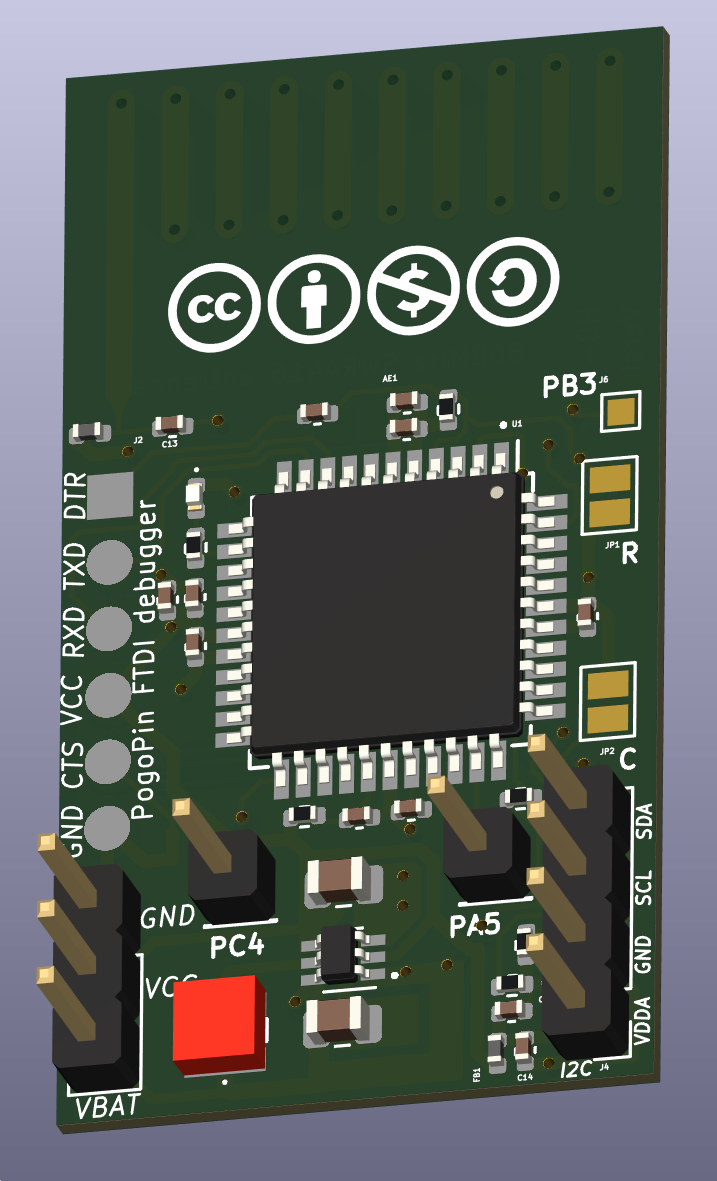 cc
$
AE1
PB3
J6
U1
J2
C13
DTR
TXD
RXD
VCC
CTS
GND
PogoPin FTDI debugger
JP1
R
JP2
C
SDA
SCL
GND
VDDA
GND
PC4
PA5
VCC
VBAT
FB1
C14
I2C
J4